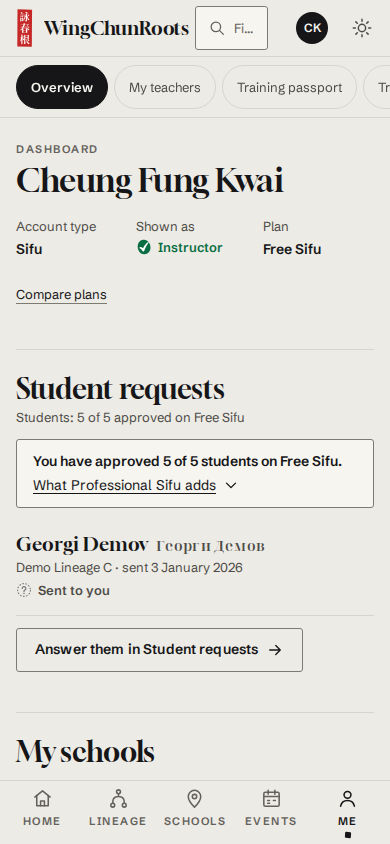 詠春根
WingChunRoots
Fi...
CK
Overview
My teachers
Training passport
Tr
DASHBOARD
Cheung Fung Kwai
Account type
Shown as
Plan
Sifu
Instructor
Free Sifu
Compare plans
Student requests
Students: 5 of 5 approved on Free Sifu
You have approved 5 of 5 students on Free Sifu.
What Professional Sifu adds
Georgi Demov Георги Демов
Demo Lineage C · sent 3 January 2026
Sent to you
Answer them in Student requests
My schools
HOME
LINEAGE
SCHOOLS
EVENTS
ME